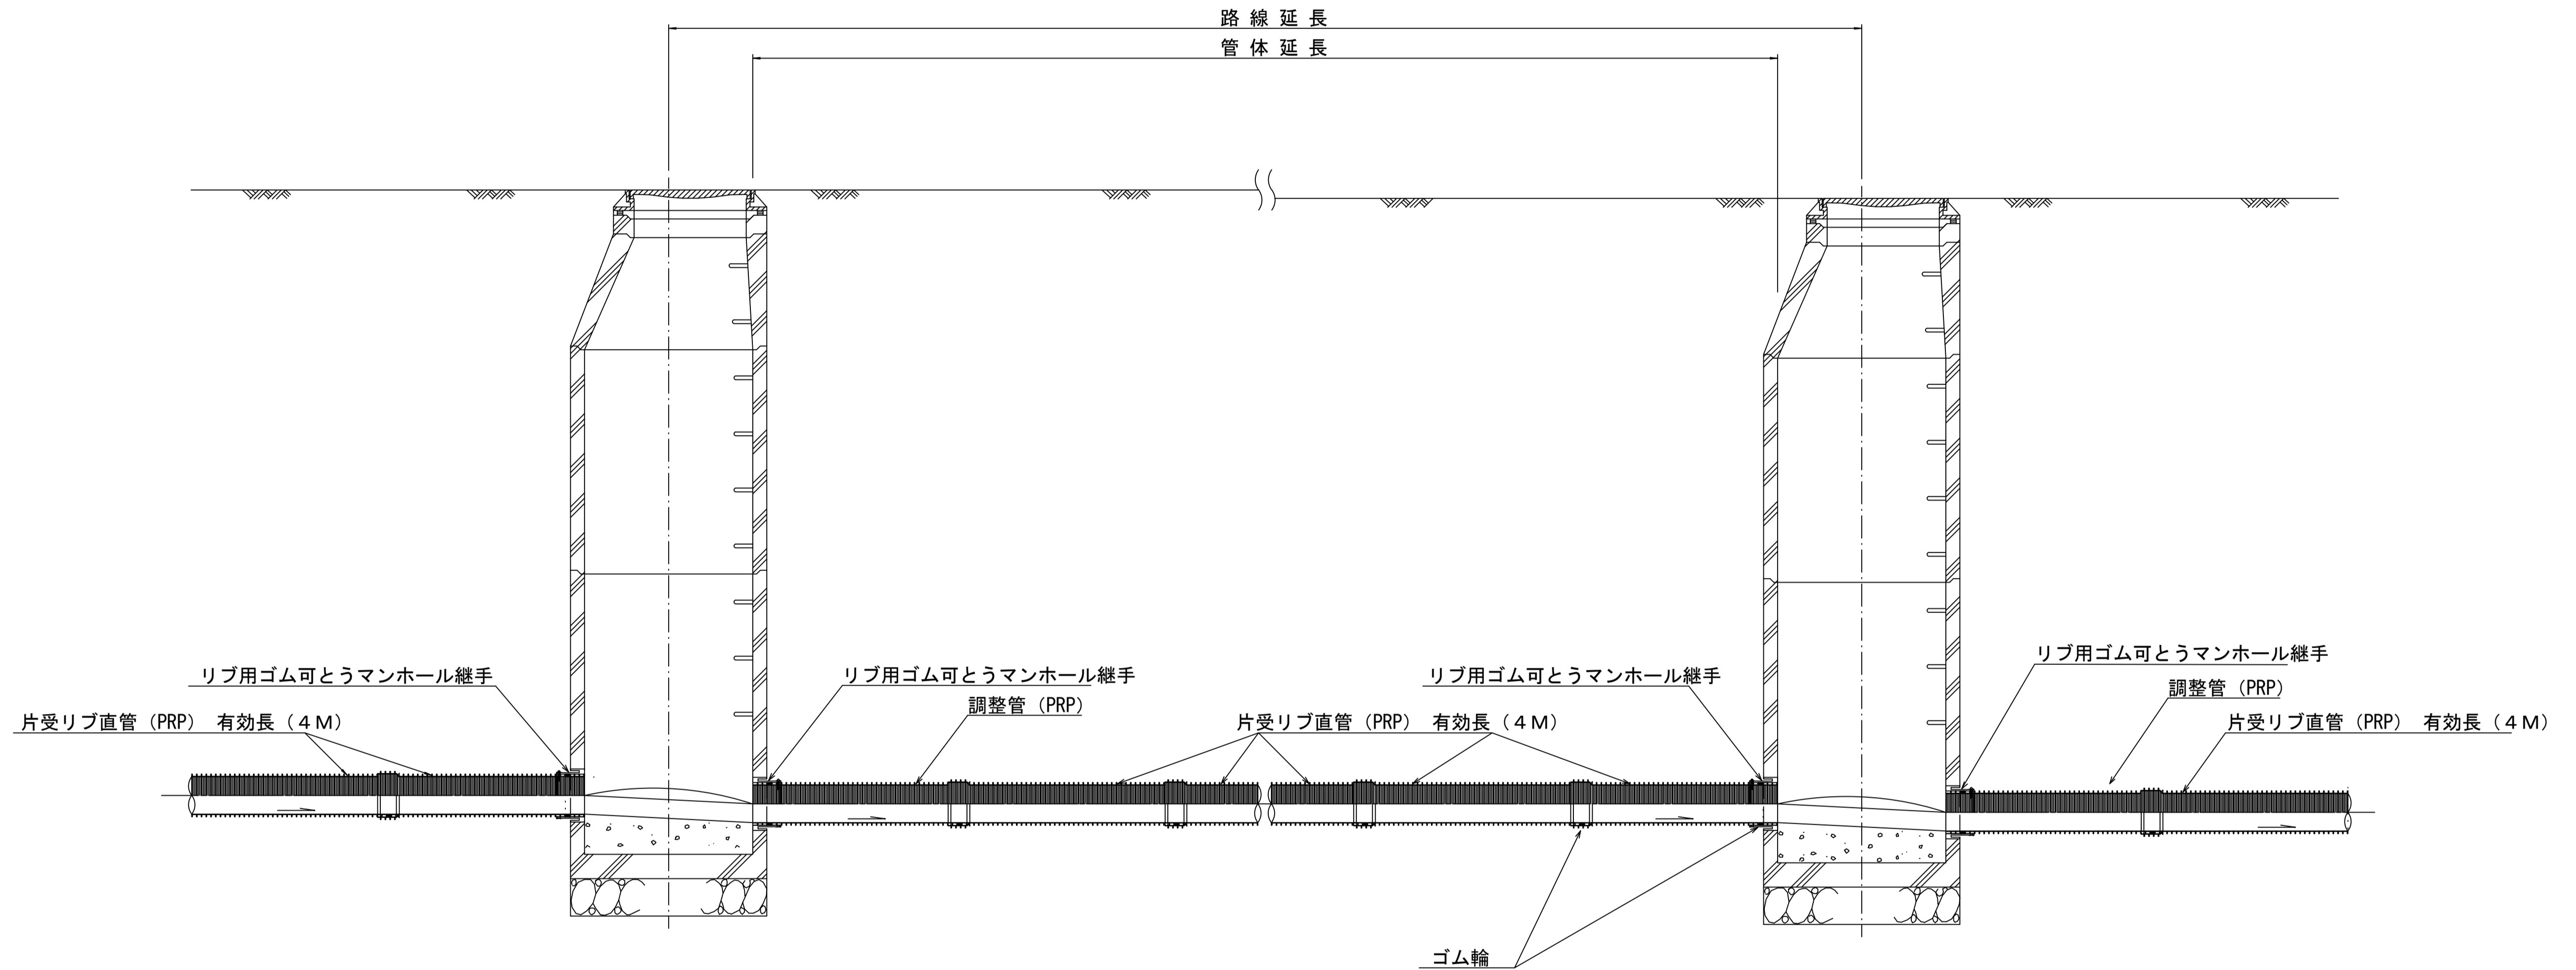 路線延長
管体延長
リブ用ゴム可とうマンホール継手
片受リブ直管（PRP） 有効長（４Ｍ）
リブ用ゴム可とうマンホール継手
調整管（PRP）
片受リブ直管（PRP） 有効長（４Ｍ）
リブ用ゴム可とうマンホール継手
リブ用ゴム可とうマンホール継手
調整管（PRP）
片受リブ直管（PRP） 有効長（４Ｍ）
ゴム輪